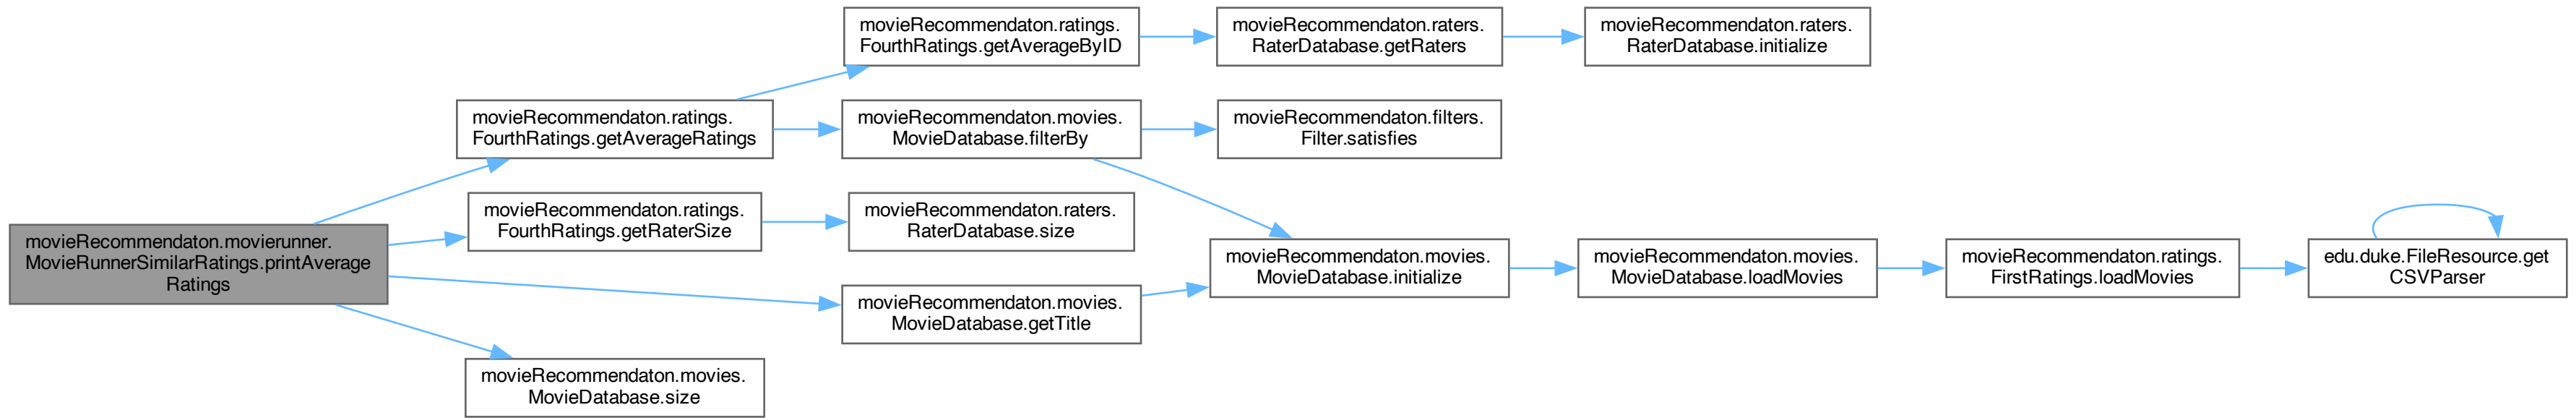 movieRecommendaton.movierunner.
MovieRunnerSimilarRatings.printAverage
Ratings
movieRecommendaton.ratings.
FourthRatings.getAverageRatings
movieRecommendaton.ratings.
FourthRatings.getAverageByID
movieRecommendaton.raters.
RaterDatabase.getRaters
movieRecommendaton.raters.
RaterDatabase.initialize
movieRecommendaton.movies.
MovieDatabase.filterBy
movieRecommendaton.filters.
Filter.satisfies
movieRecommendaton.ratings.
FourthRatings.getRaterSize
movieRecommendaton.raters.
RaterDatabase.size
movieRecommendaton.movies.
MovieDatabase.initialize
movieRecommendaton.movies.
MovieDatabase.loadMovies
movieRecommendaton.ratings.
FirstRatings.loadMovies
edu.duke.FileResource.get
CSVParser
movieRecommendaton.movies.
MovieDatabase.getTitle
movieRecommendaton.movies.
MovieDatabase.size